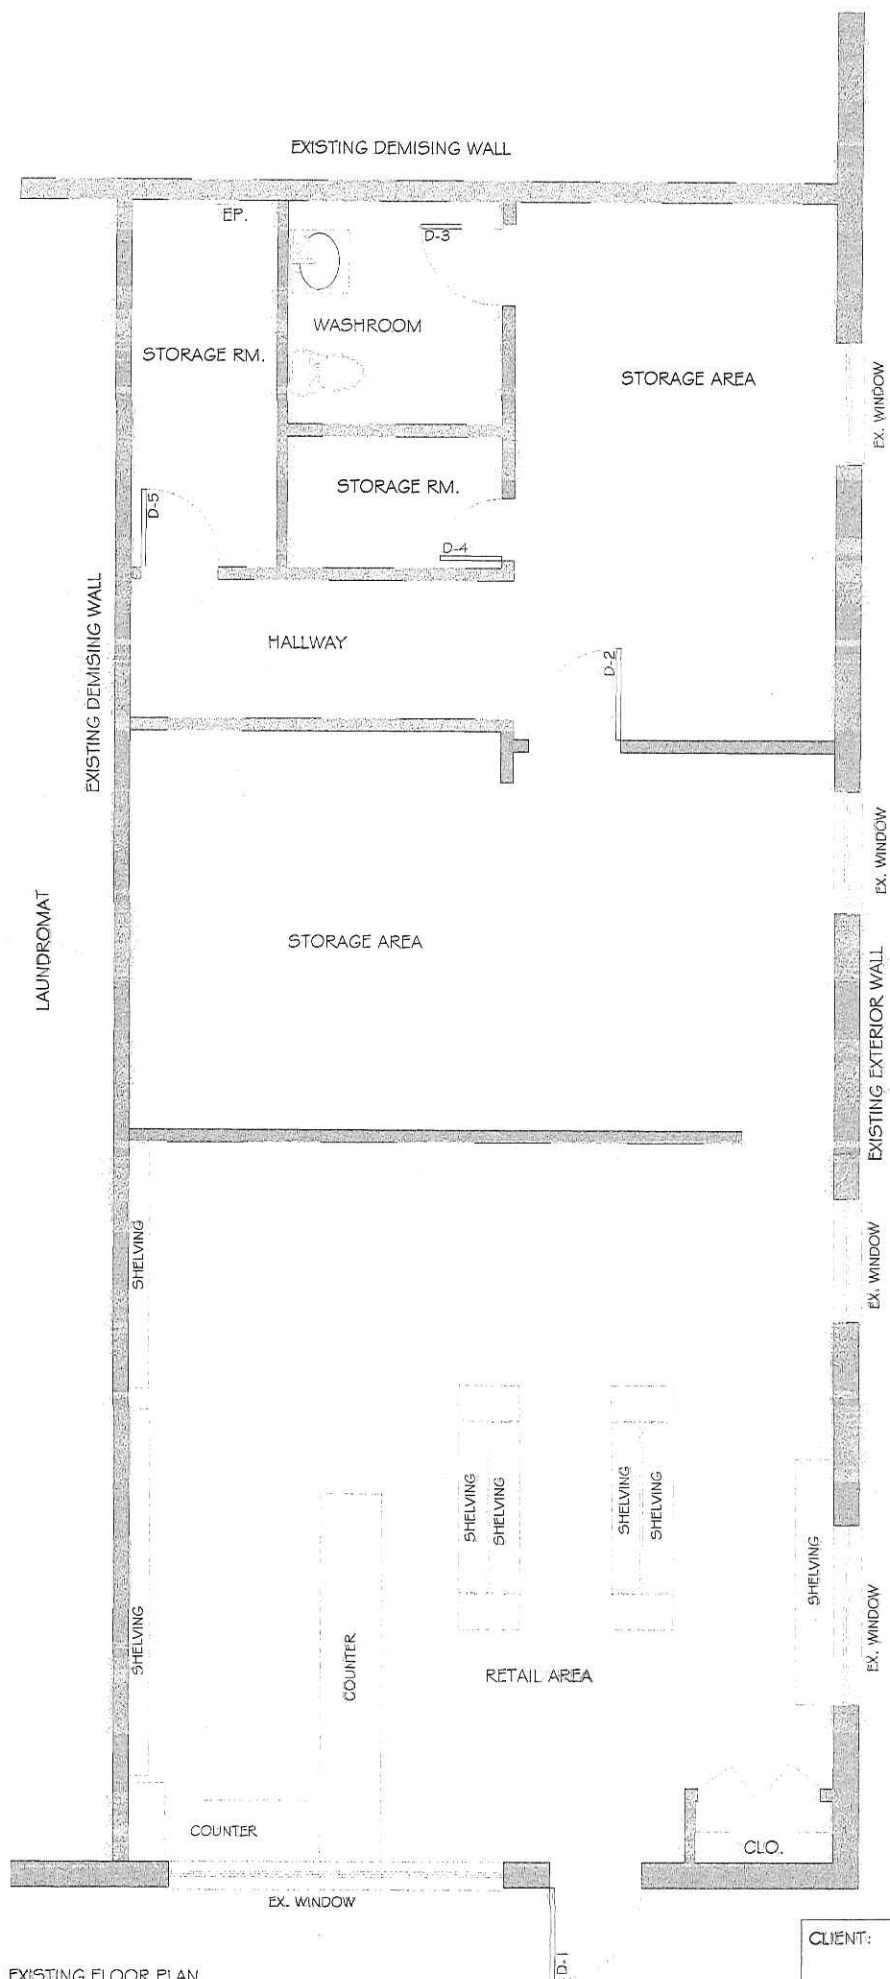 EXISTING DEMISING WALL
EP.
D-3
WASHROOM
STORAGE RM.
STORAGE AREA
EX. WINDOW
STORAGE RM.
D-5
D-4
EXISTING DEMISING WALL
HALLWAY
D-2
EX. WINDOW
LAUNDROMAT
STORAGE AREA
EXISTING EXTERIOR WALL
SHELVING
EX. WINDOW
SHELVING
SHELVING
SHELVING
SHELVING
SHELVING
SHELVING
EX. WINDOW
COUNTER
RETAIL AREA
COUNTER
CLO.
EX. WINDOW
D-1
CLIENT:
EXISTING FLOOR PLAN